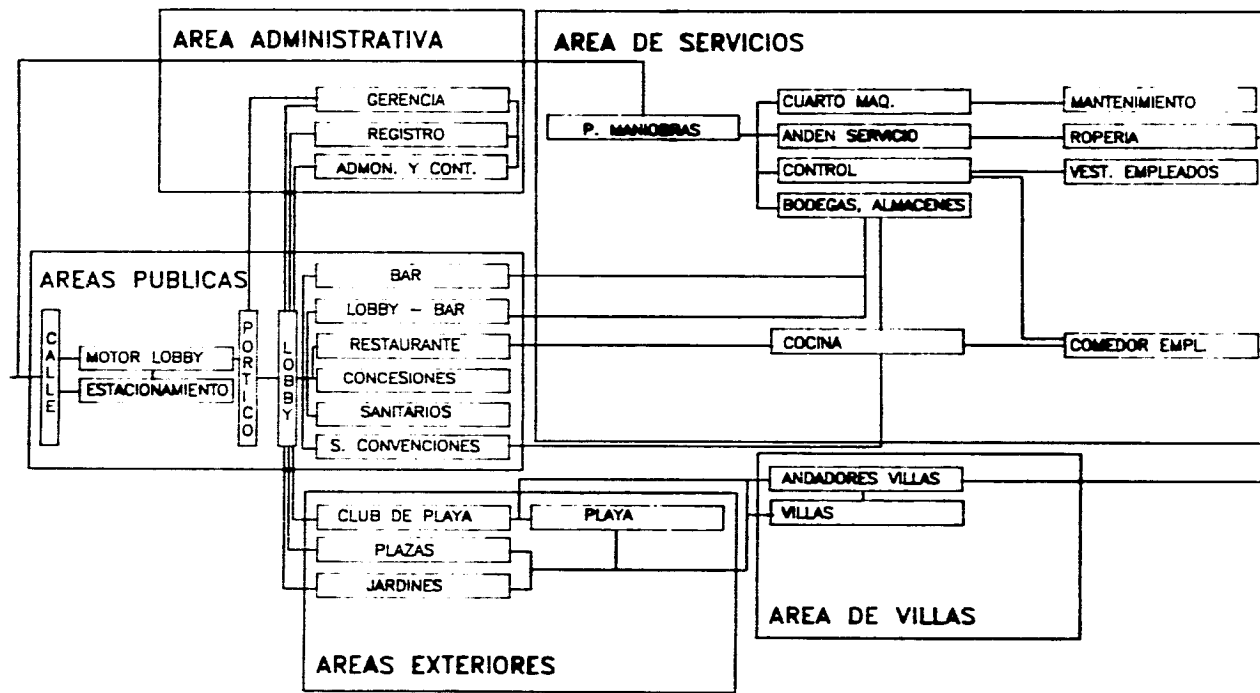 AREA ADMINISTRATIVA
GERENCIA
REGISTRO
ADMON. Y CONT.
AREA DE SERVICIOS
P. MANIOBRAS
CUARTO MAQ.
MANTENIMIENTO
ANDEN SERVICIO
ROPERIA
CONTROL
VEST. EMPLEADOS
BODEGAS, ALMACENES
COCINA
COMEDOR EMPL.
AREAS PUBLICAS
CALLE
MOTOR LOBBY
ESTACIONAMIENTO
PORTICO
LOBBY
BAR
LOBBY - BAR
RESTAURANTE
CONCESIONES
SANITARIOS
S. CONVENCIONES
CLUB DE PLAYA
PLAYA
PLAZAS
JARDINES
AREAS EXTERIORES
ANDADORES VILLAS
VILLAS
AREA DE VILLAS